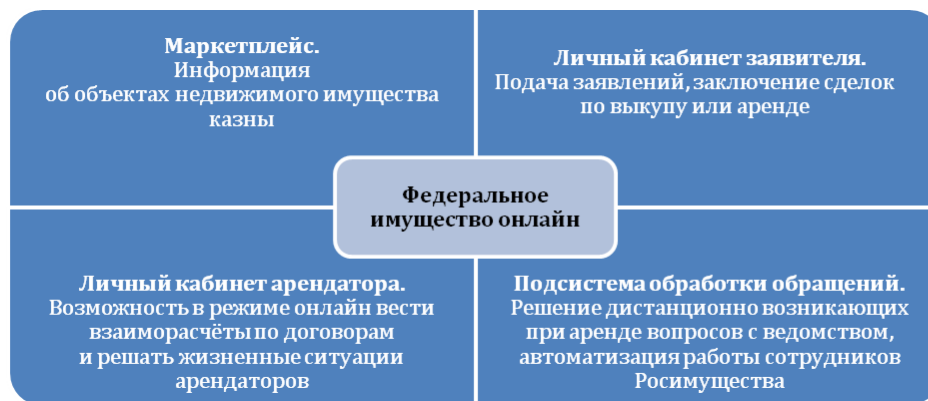 Маркетплейс.
Информация
об объектах недвижимого имущества
казны
Личный кабинет заявителя.
Подача заявлений, заключение сделок
по выкупу или аренде
Федеральное
имущество онлайн
Личный кабинет арендатора.
Возможность в режиме онлайн вести
взаиморасчёты по договорам
и решать жизненные ситуации
арендаторов
Подсистема обработки обращений.
Решение дистанционно возникающих
при аренде вопросов с ведомством,
автоматизация работы сотрудников
Росимущества